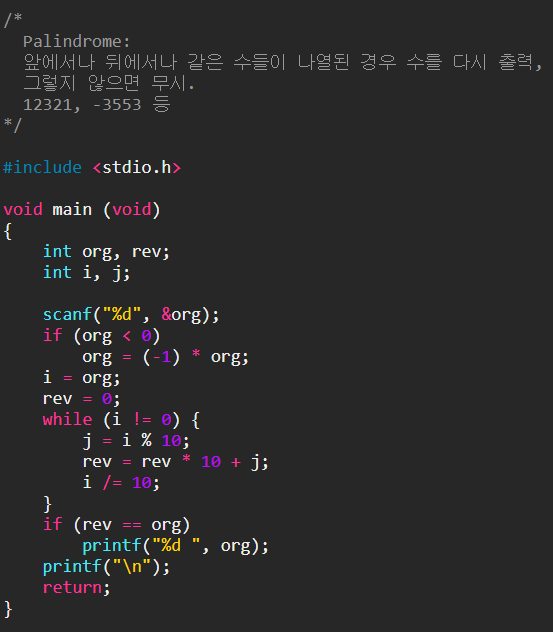 /*
  Palindrome:
  앞에서나 뒤에서나 같은 수들이 나열된 경우 수를 다시 출력,
  그렇지 않으면 무시.
  12321, -3553 등
*/

#include <stdio.h>

void main (void)
{
    int org, rev;
    int i, j;

    scanf("%d", &org);
    if (org < 0)
        org = (-1) * org;
    i = org;
    rev = 0;
    while (i != 0) {
        j = i % 10;
        rev = rev * 10 + j;
        i /= 10;
    }
    if (rev == org)
        printf("%d ", org);
    printf("\n");
    return;
}